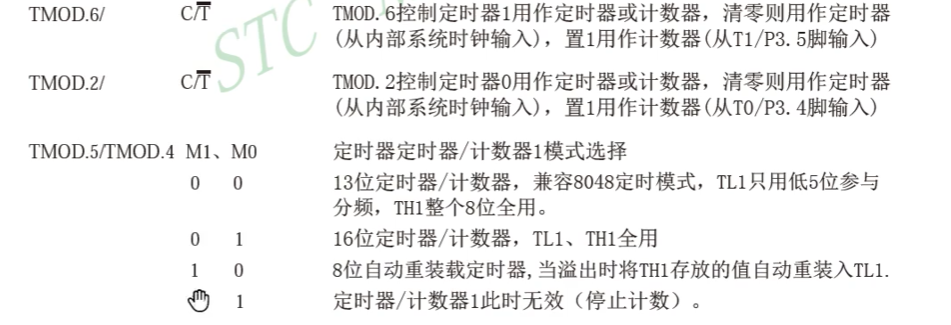 TMOD.6/ C/T̅ TMOD.6控制定时器1用作定时器或计数器，清零则用作定时器
(从内部系统时钟输入)，置1用作计数器(从T1/P3.5脚输入)
TMOD.2/ C/T̅ TMOD.2控制定时器0用作定时器或计数器，清零则用作定时器
(从内部系统时钟输入)，置1用作计数器(从T0/P3.4脚输入)
TMOD.5/TMOD.4 M1、M0 定时器定时器/计数器1模式选择
0 0 13位定时器/计数器，兼容8048定时模式，TL1只用低5位参与
分频，TH1整个8位全用。
0 1 16位定时器/计数器，TL1、TH1全用
1 0 8位自动重装载定时器,当溢出时将TH1存放的值自动重装入TL1.
1 定时器/计数器1此时无效（停止计数）。
STC